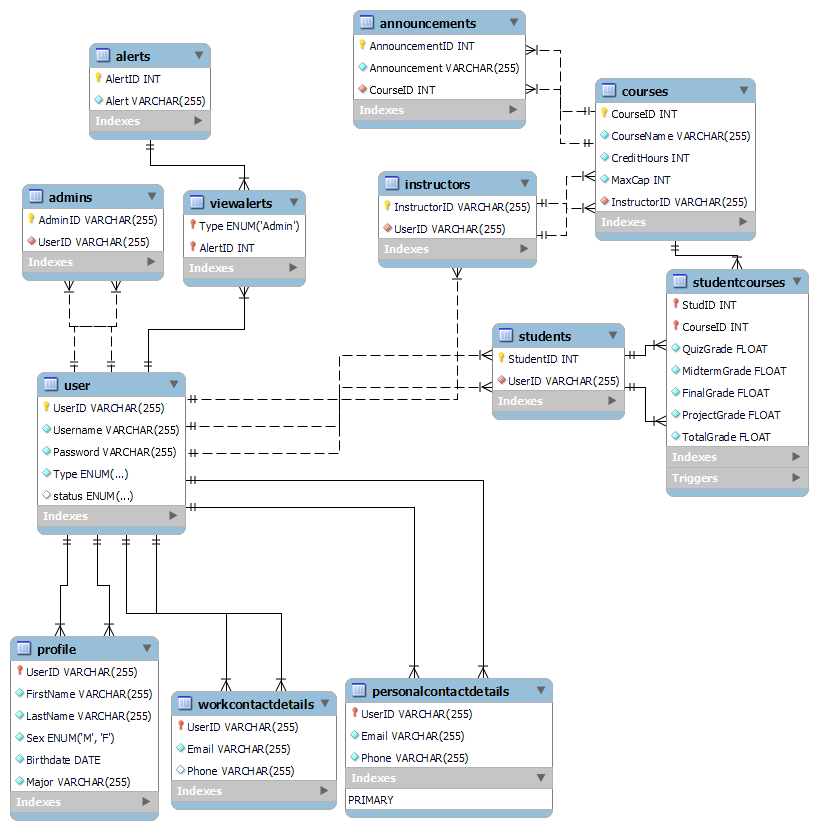 announcements
AnnouncementID INT
Announcement VARCHAR(255)
CourseID INT
Indexes
alerts
AlertID INT
Alert VARCHAR(255)
Indexes
courses
CourseID INT
CourseName VARCHAR(255)
CreditHours INT
MaxCap INT
InstructorID VARCHAR(255)
Indexes
admins
AdminID VARCHAR(255)
UserID VARCHAR(255)
Indexes
viewalerts
Type ENUM('Admin')
AlertID INT
Indexes
instructors
InstructorID VARCHAR(255)
UserID VARCHAR(255)
Indexes
studentcourses
StudID INT
CourseID INT
QuizGrade FLOAT
MidtermGrade FLOAT
FinalGrade FLOAT
ProjectGrade FLOAT
TotalGrade FLOAT
Indexes
Triggers
students
StudentID INT
UserID VARCHAR(255)
Indexes
user
UserID VARCHAR(255)
Username VARCHAR(255)
Password VARCHAR(255)
Type ENUM(...)
status ENUM(...)
Indexes
profile
UserID VARCHAR(255)
FirstName VARCHAR(255)
LastName VARCHAR(255)
Sex ENUM('M', 'F')
Birthdate DATE
Major VARCHAR(255)
Indexes
workcontactdetails
UserID VARCHAR(255)
Email VARCHAR(255)
Phone VARCHAR(255)
Indexes
personalcontactdetails
UserID VARCHAR(255)
Email VARCHAR(255)
Phone VARCHAR(255)
Indexes
PRIMARY